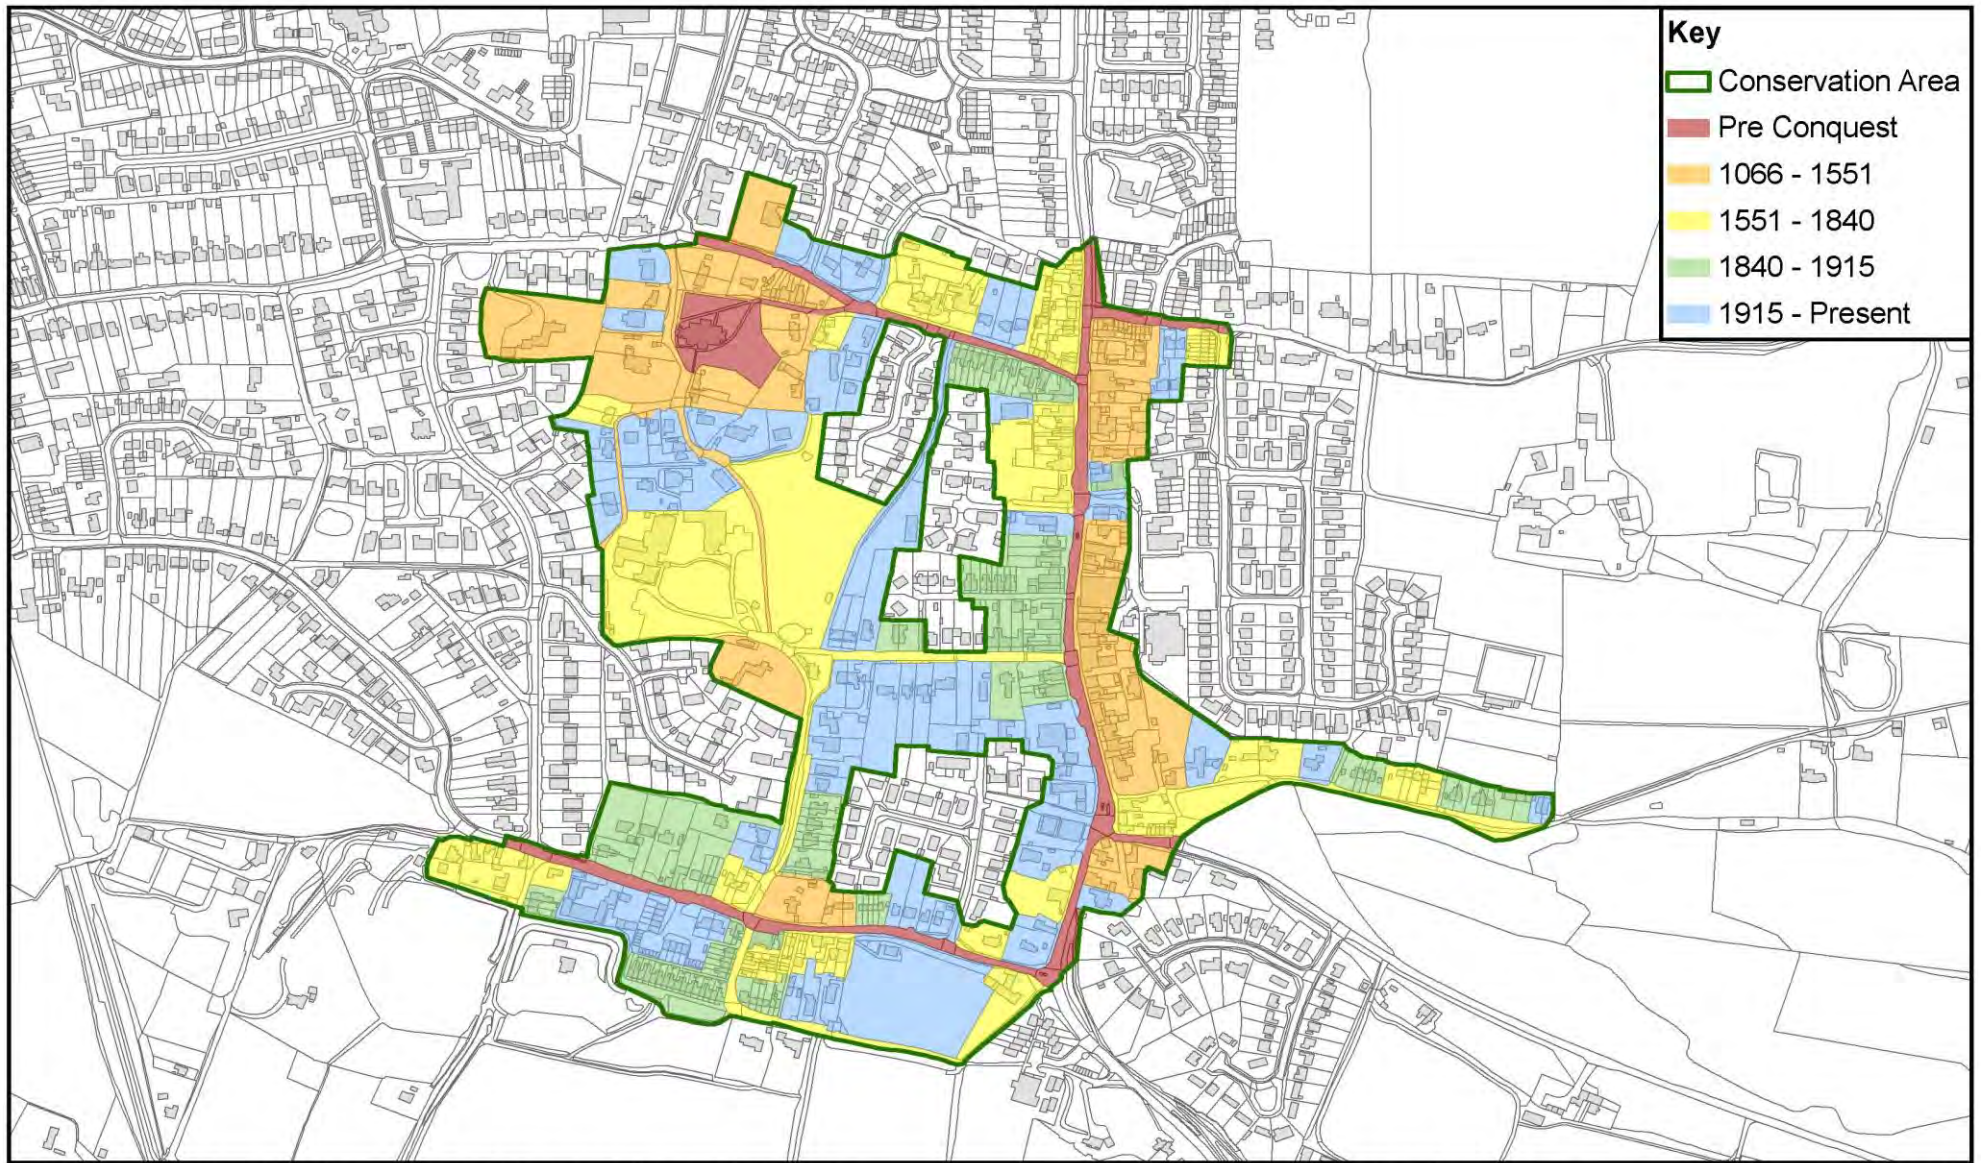 Key
Conservation Area
Pre Conquest
1066 - 1551
1551 - 1840
1840 - 1915
1915 - Present